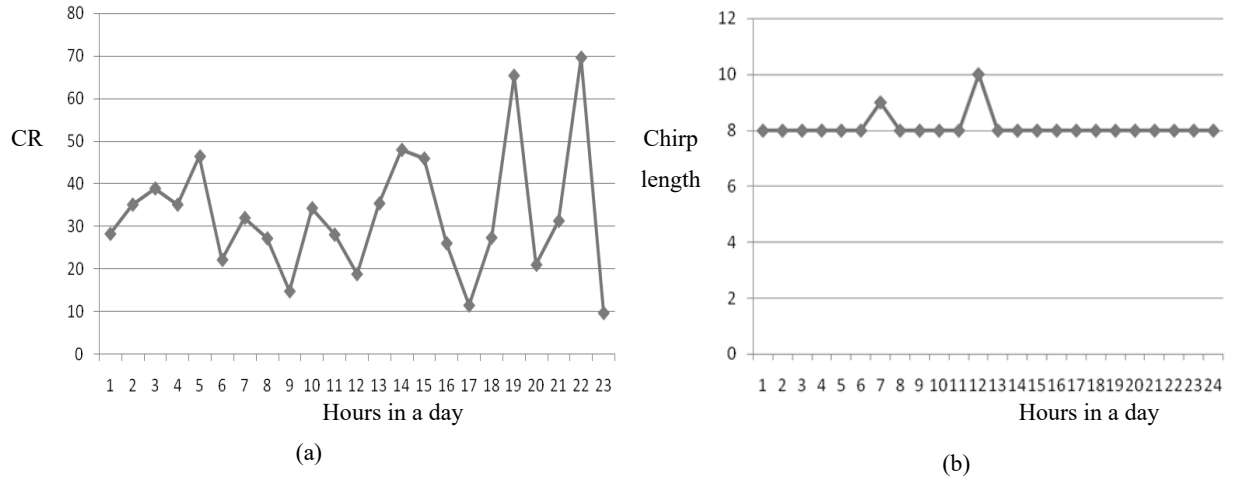 80
70
60
50
40
30
20
10
0
CR
1 2 3 4 5 6 7 8 9 10 11 12 13 14 15 16 17 18 19 20 21 22 23
Hours in a day
(a)
12
10
8
6
4
2
0
Chirp
length
1 2 3 4 5 6 7 8 9 10 11 12 13 14 15 16 17 18 19 20 21 22 23 24
Hours in a day
(b)